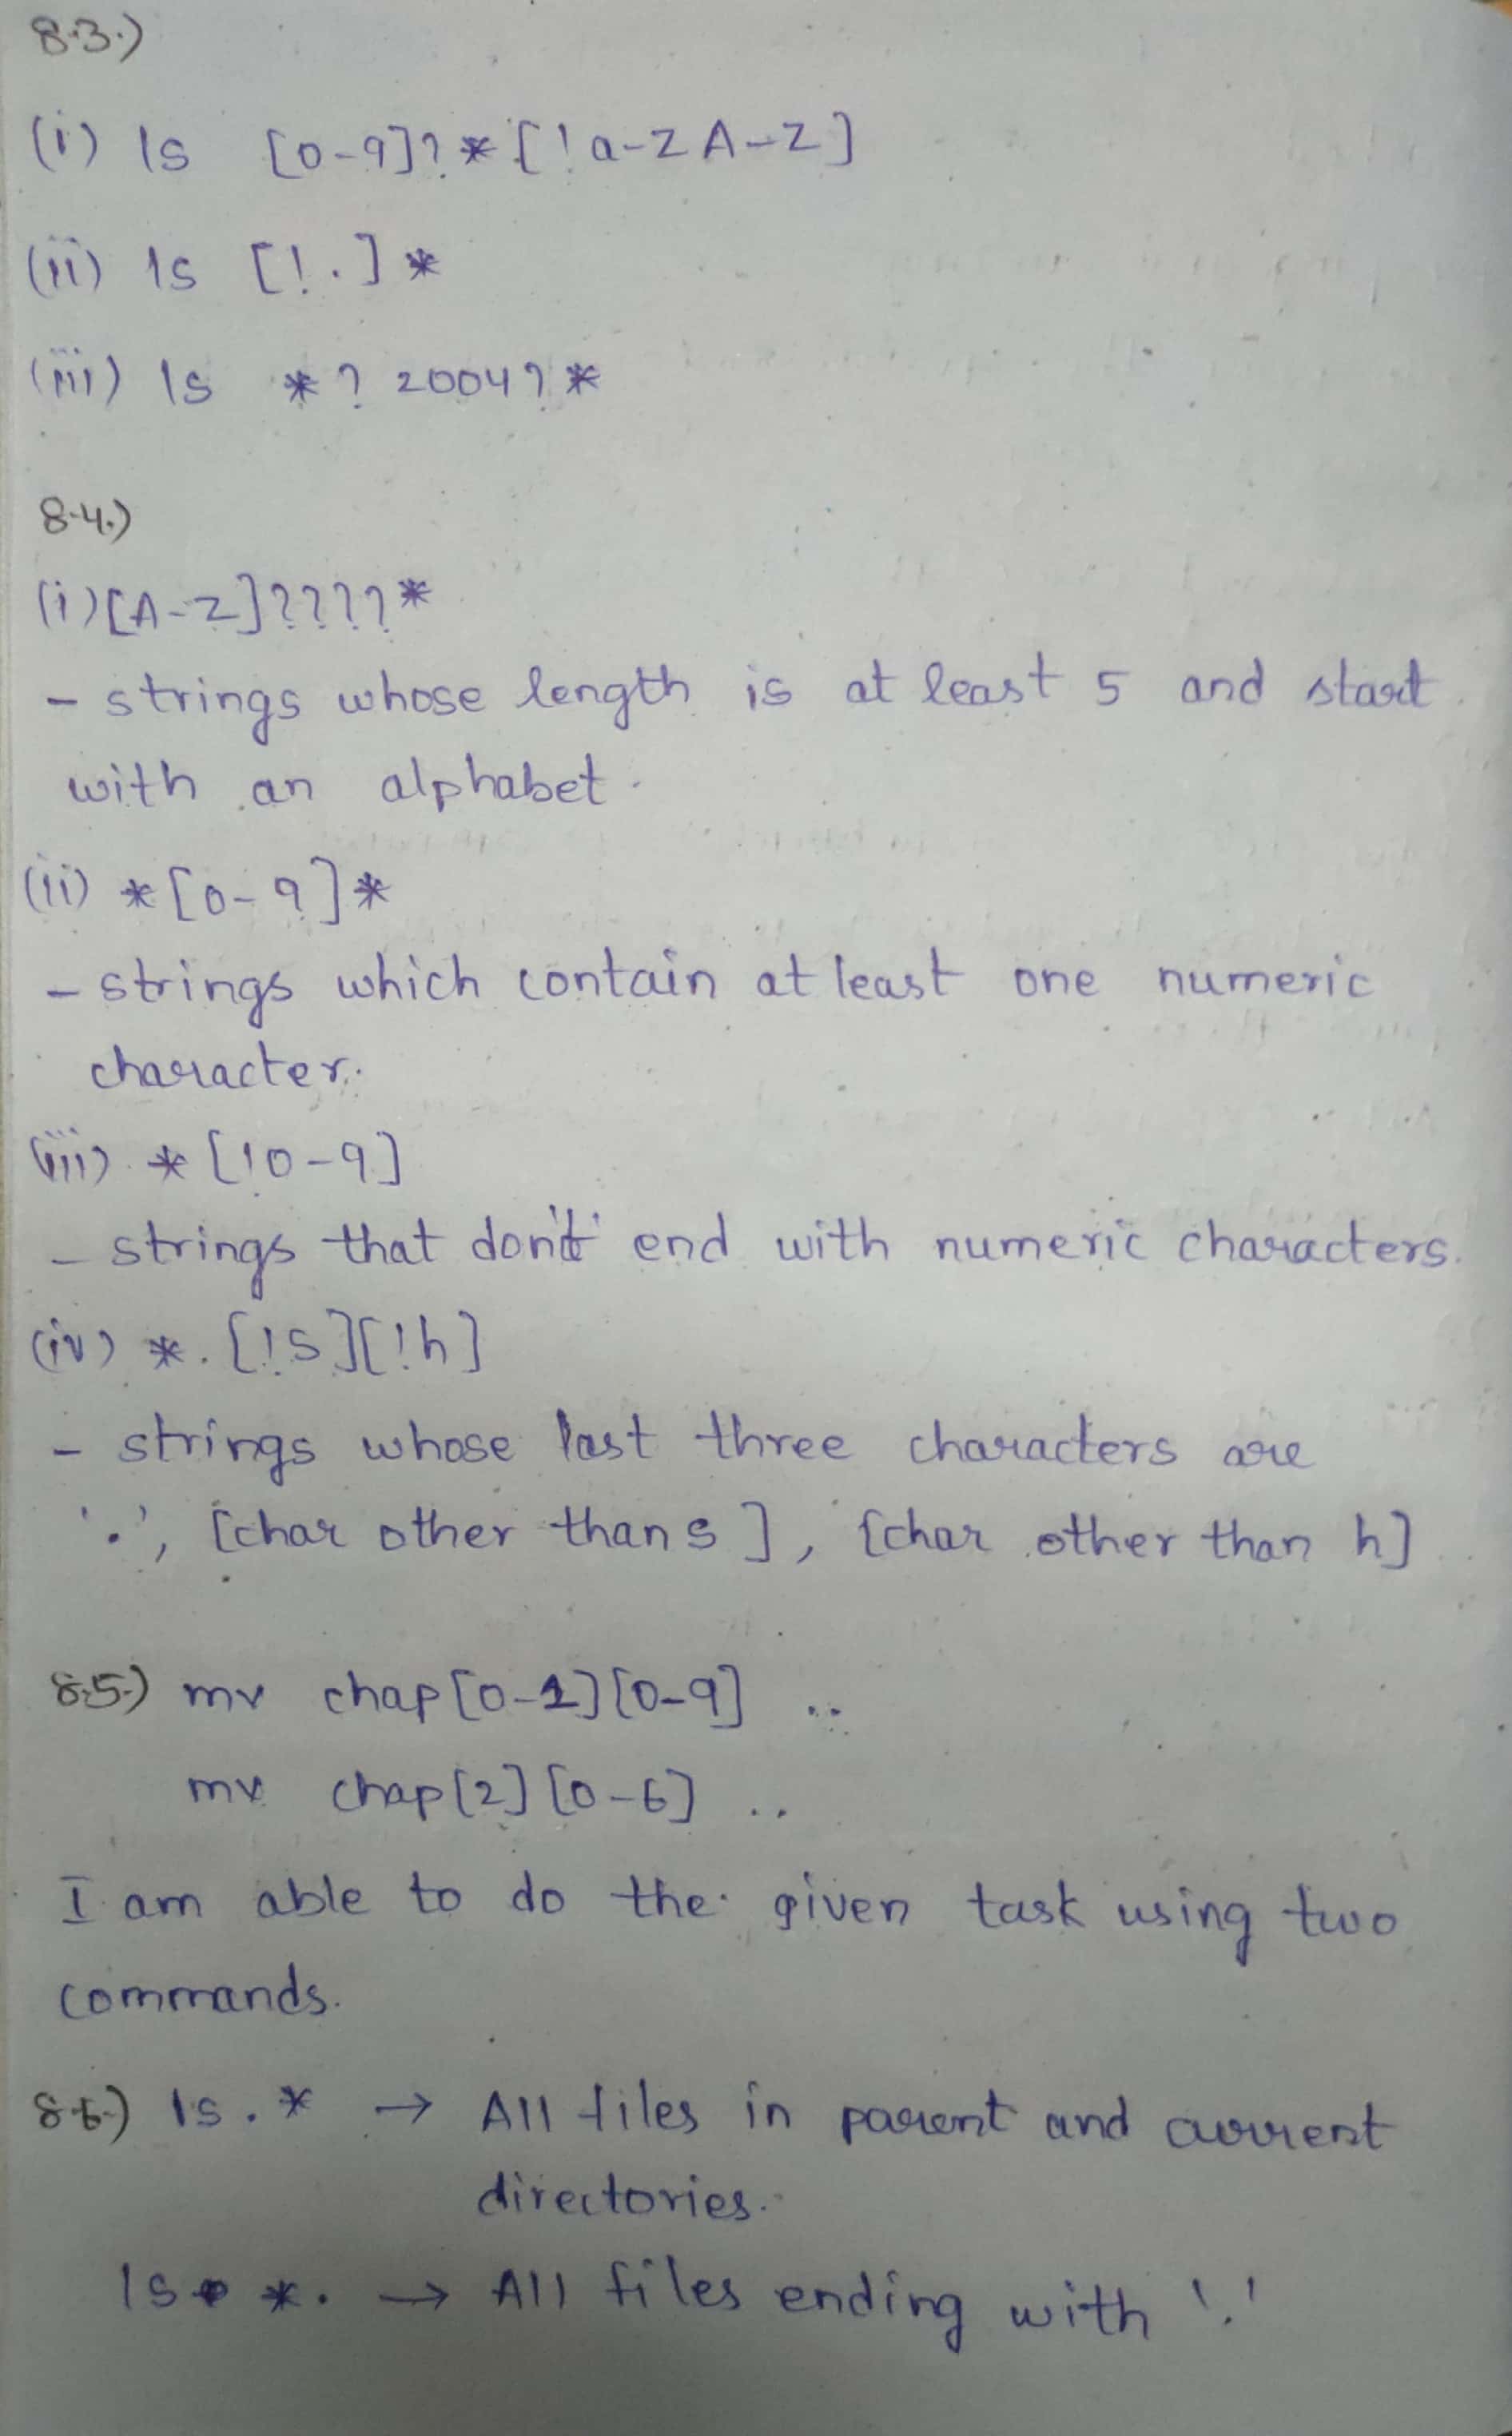 8.3.)
(i) ls [0-9]?*[!a-zA-Z]
(ii) ls [!.]*
(iii) ls *?2004?*
8.4.)
(i) [A-Z]????*
- strings whose length is at least 5 and start
with an alphabet.
(ii) *[0-9]*
- strings which contain at least one numeric
character.
(iii) *[!0-9]
- strings that don't end with numeric characters.
(iv) *.[!s][!h]
- strings whose last three characters are
'.', [char other than s], [char other than h]
8.5.) mv chap[0-1][0-9] ..
mv chap[2][0-6] ..
I am able to do the given task using two
commands.
8.6.) ls .* → All files in parent and current
directories.
ls *. → All files ending with '.'